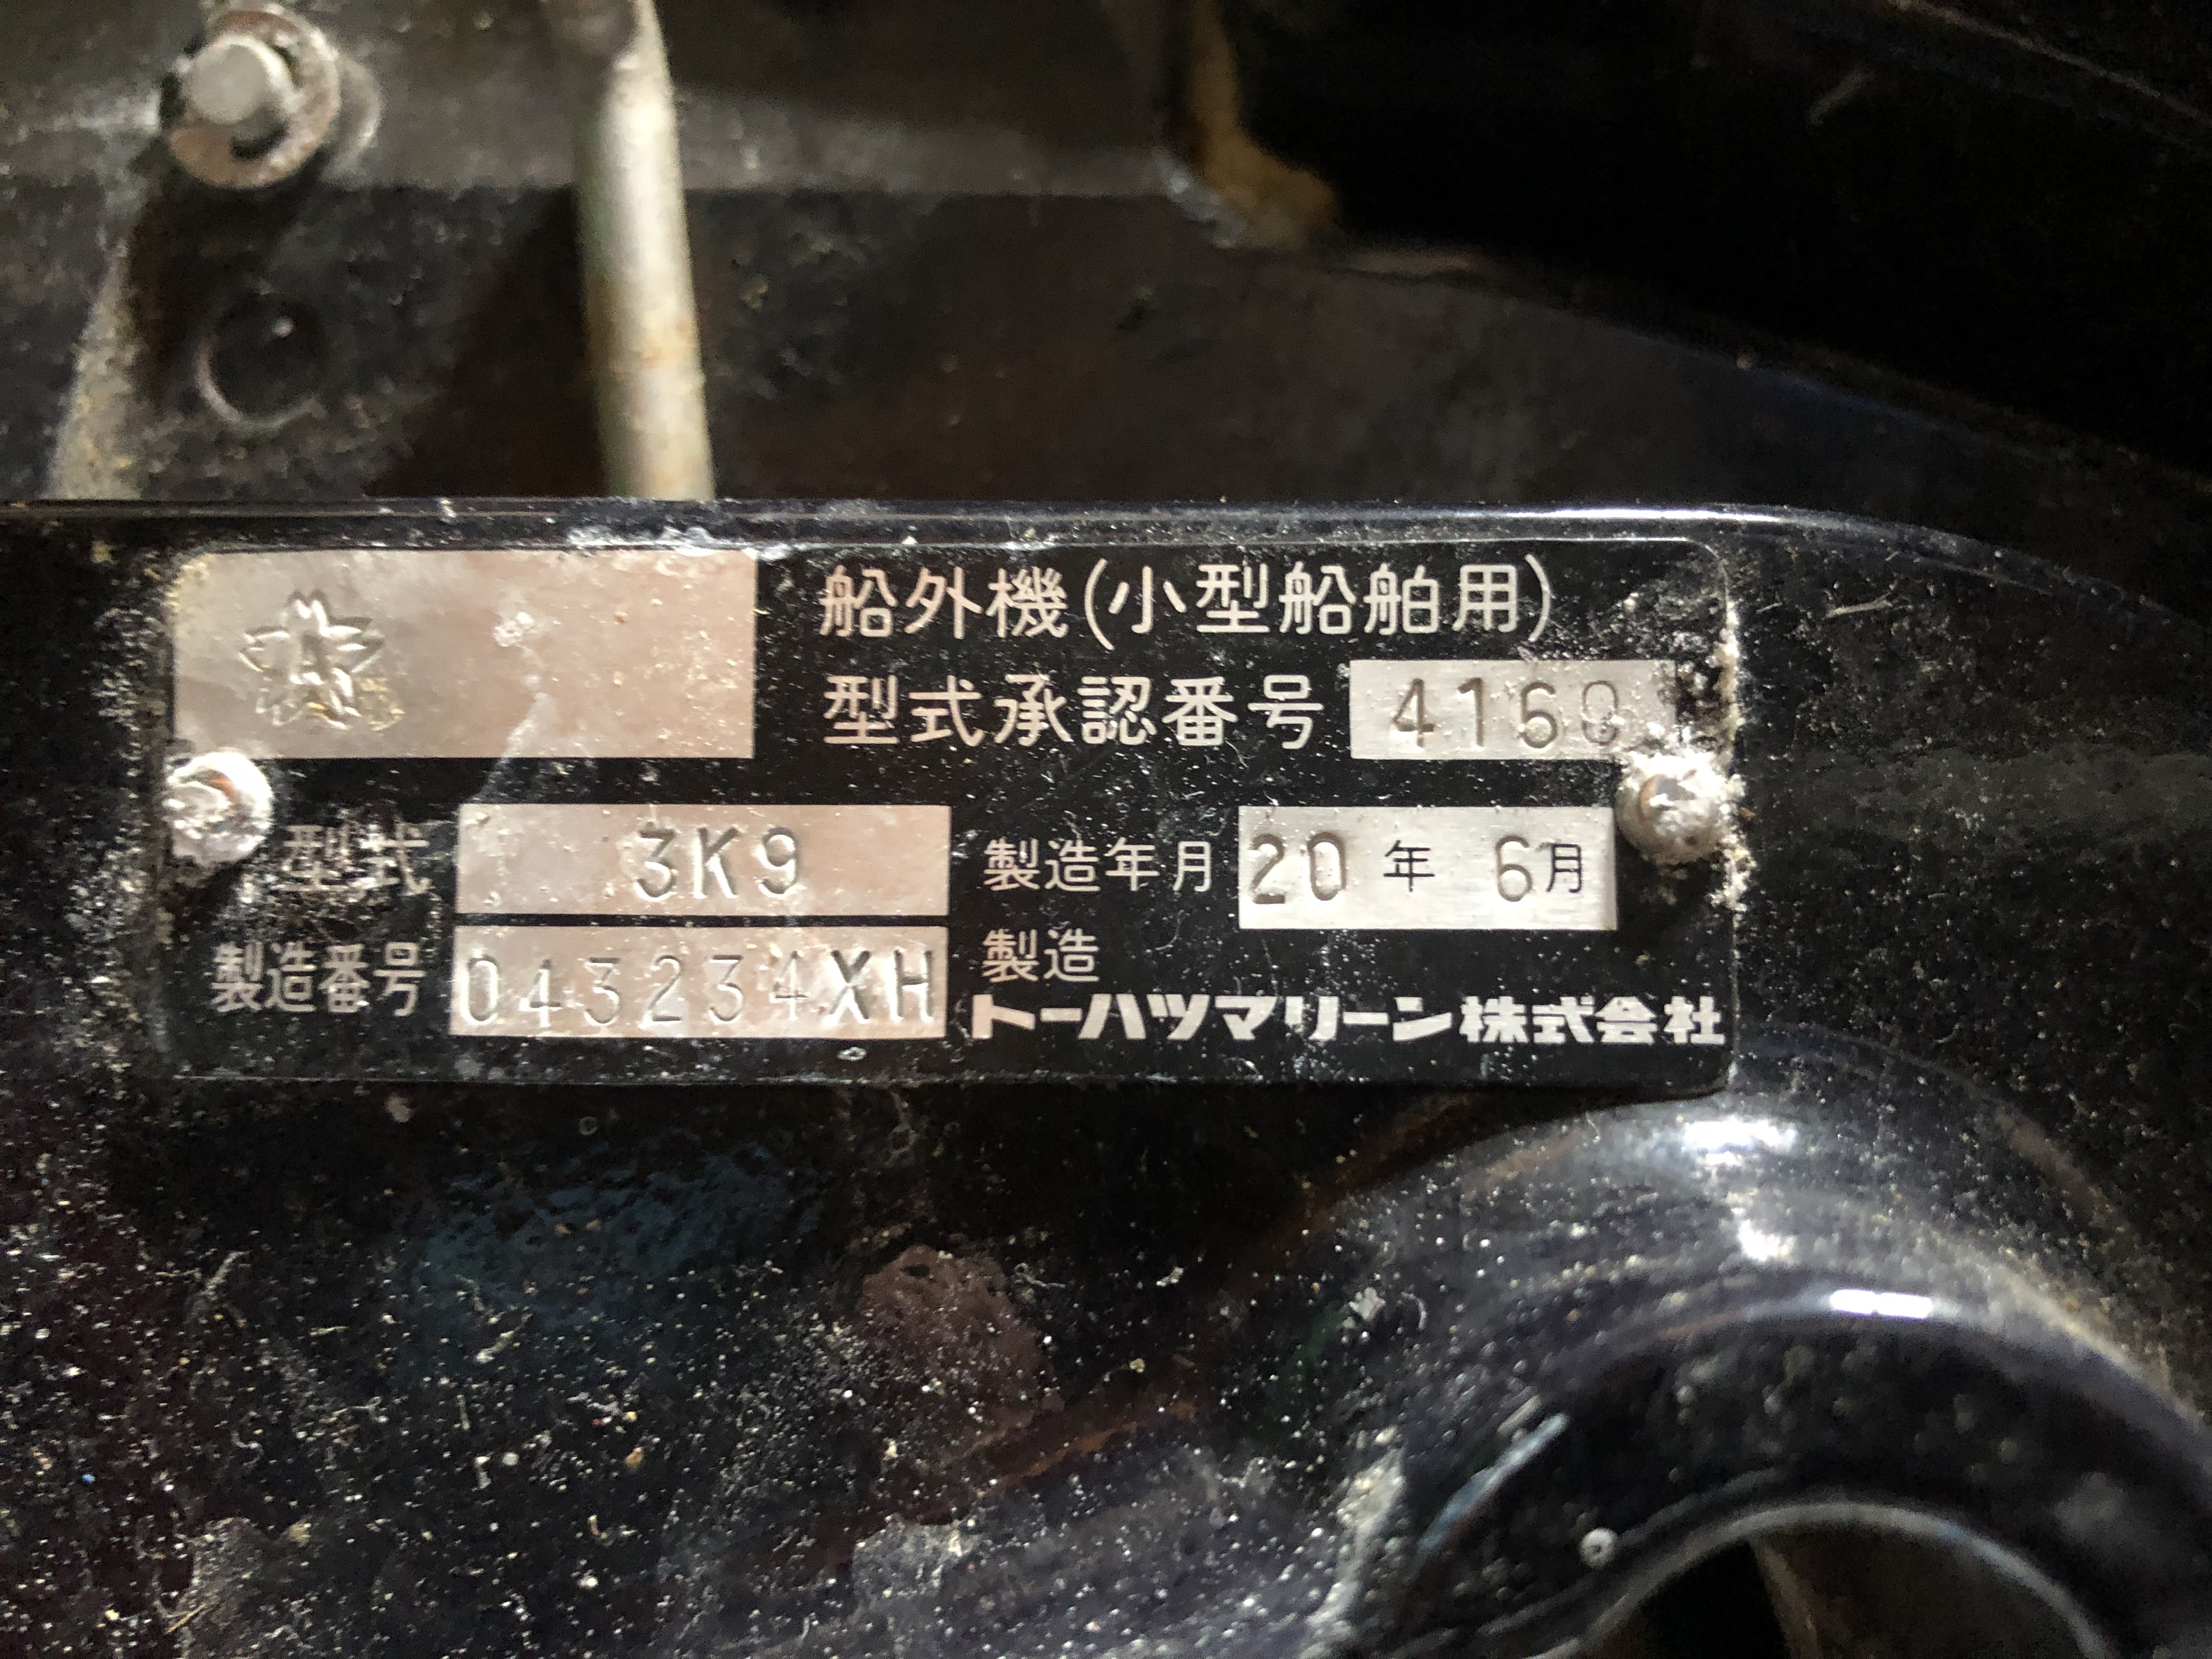 船外機(小型船舶用)
型式承認番号 4160
型式 3K9
製造年月 20年 6月
製造番号 043234XH
製造
トーハツマリーン株式会社